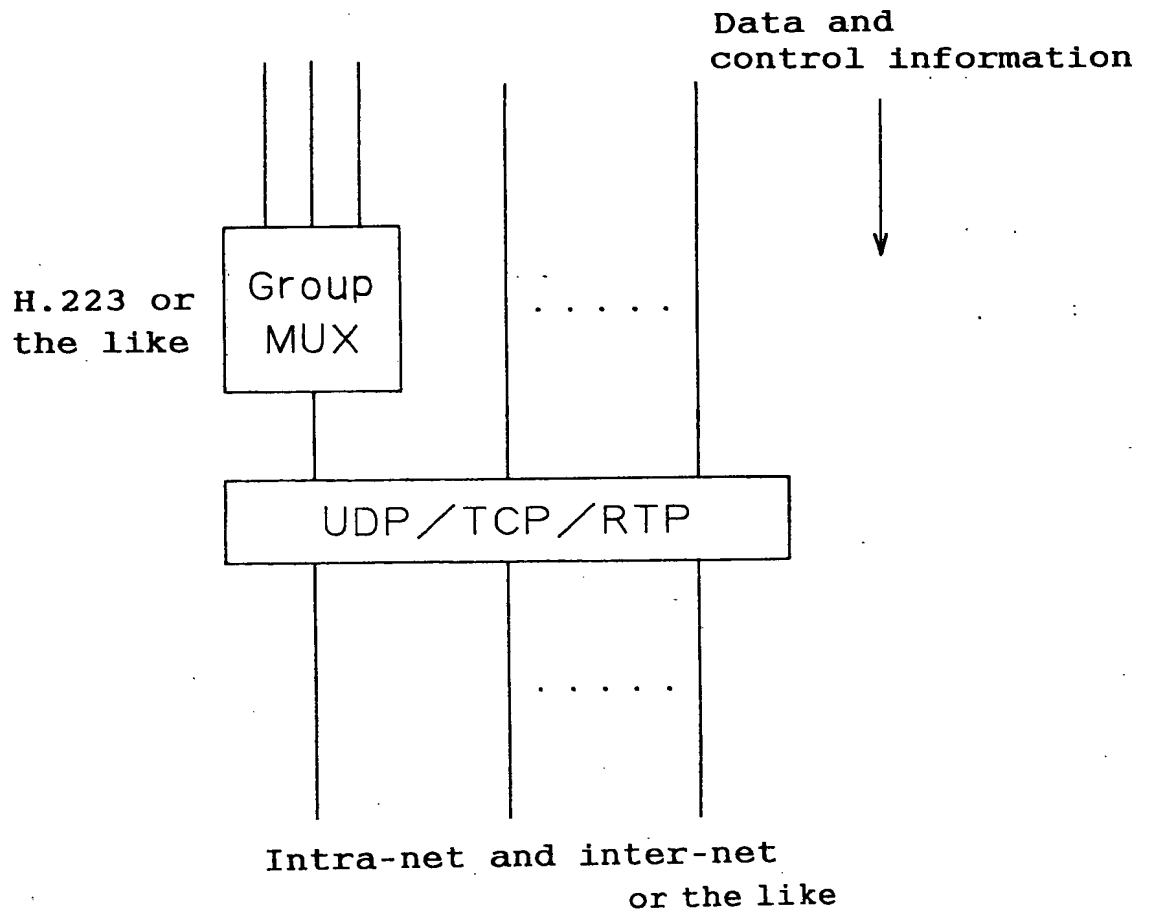 Data and
control information
H.223 or
the like
Group
MUX
.....
UDP/TCP/RTP
.....
Intra-net and inter-net
or the like